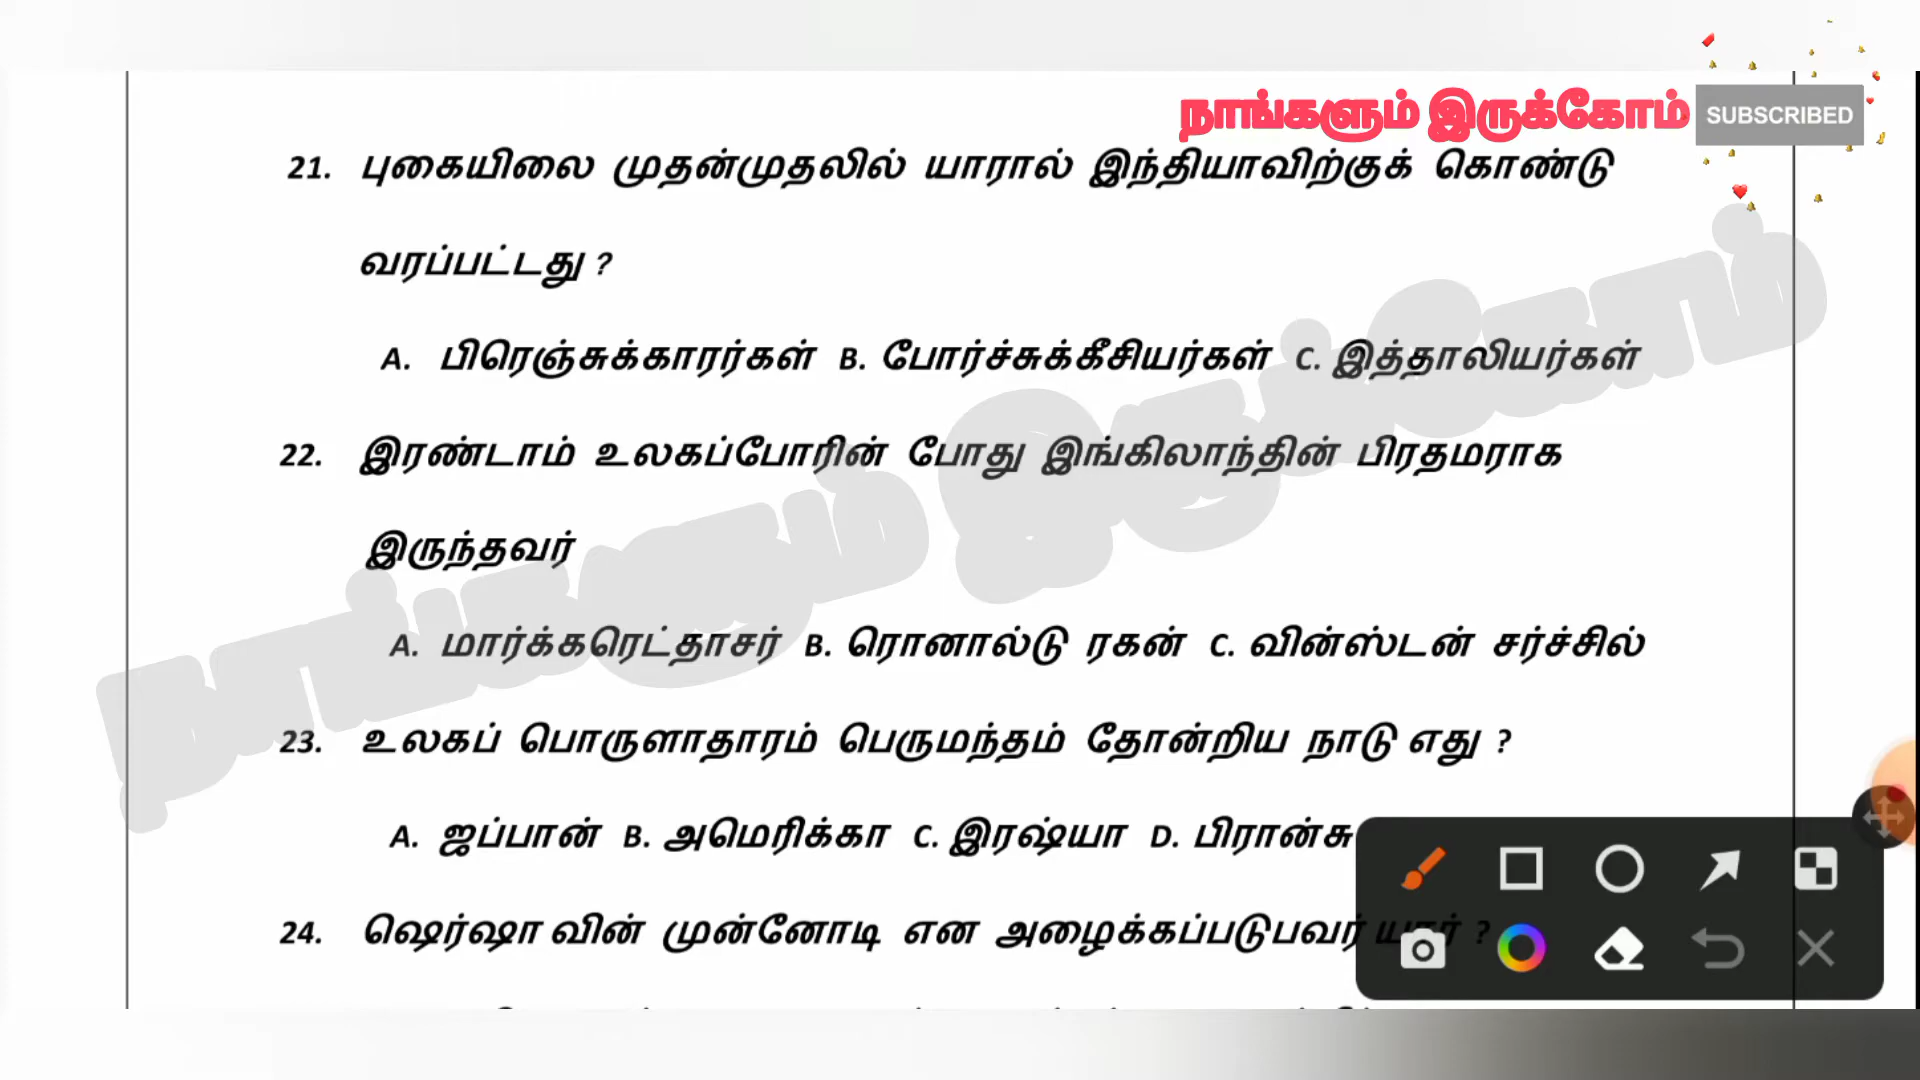 நாங்களும் இருக்கோம் SUBSCRIBED
21. புகையிலை முதன்முதலில் யாரால் இந்தியாவிற்குக் கொண்டு
வரப்பட்டது ?
A. பிரெஞ்சுக்காரர்கள் B. போர்ச்சுக்கீசியர்கள் C. இத்தாலியர்கள்
22. இரண்டாம் உலகப்போரின் போது இங்கிலாந்தின் பிரதமராக
இருந்தவர்
A. மார்க்கரெட்தாசர் B. ரொனால்டு ரகன் C. வின்ஸ்டன் சர்ச்சில்
23. உலகப் பொருளாதாரம் பெருமந்தம் தோன்றிய நாடு எது ?
A. ஜப்பான் B. அமெரிக்கா C. இரஷ்யா D. பிரான்சு
24. ஷெர்ஷா வின் முன்னோடி என அழைக்கப்படுபவர் யார் ?
நாங்களும் இருக்கோம்